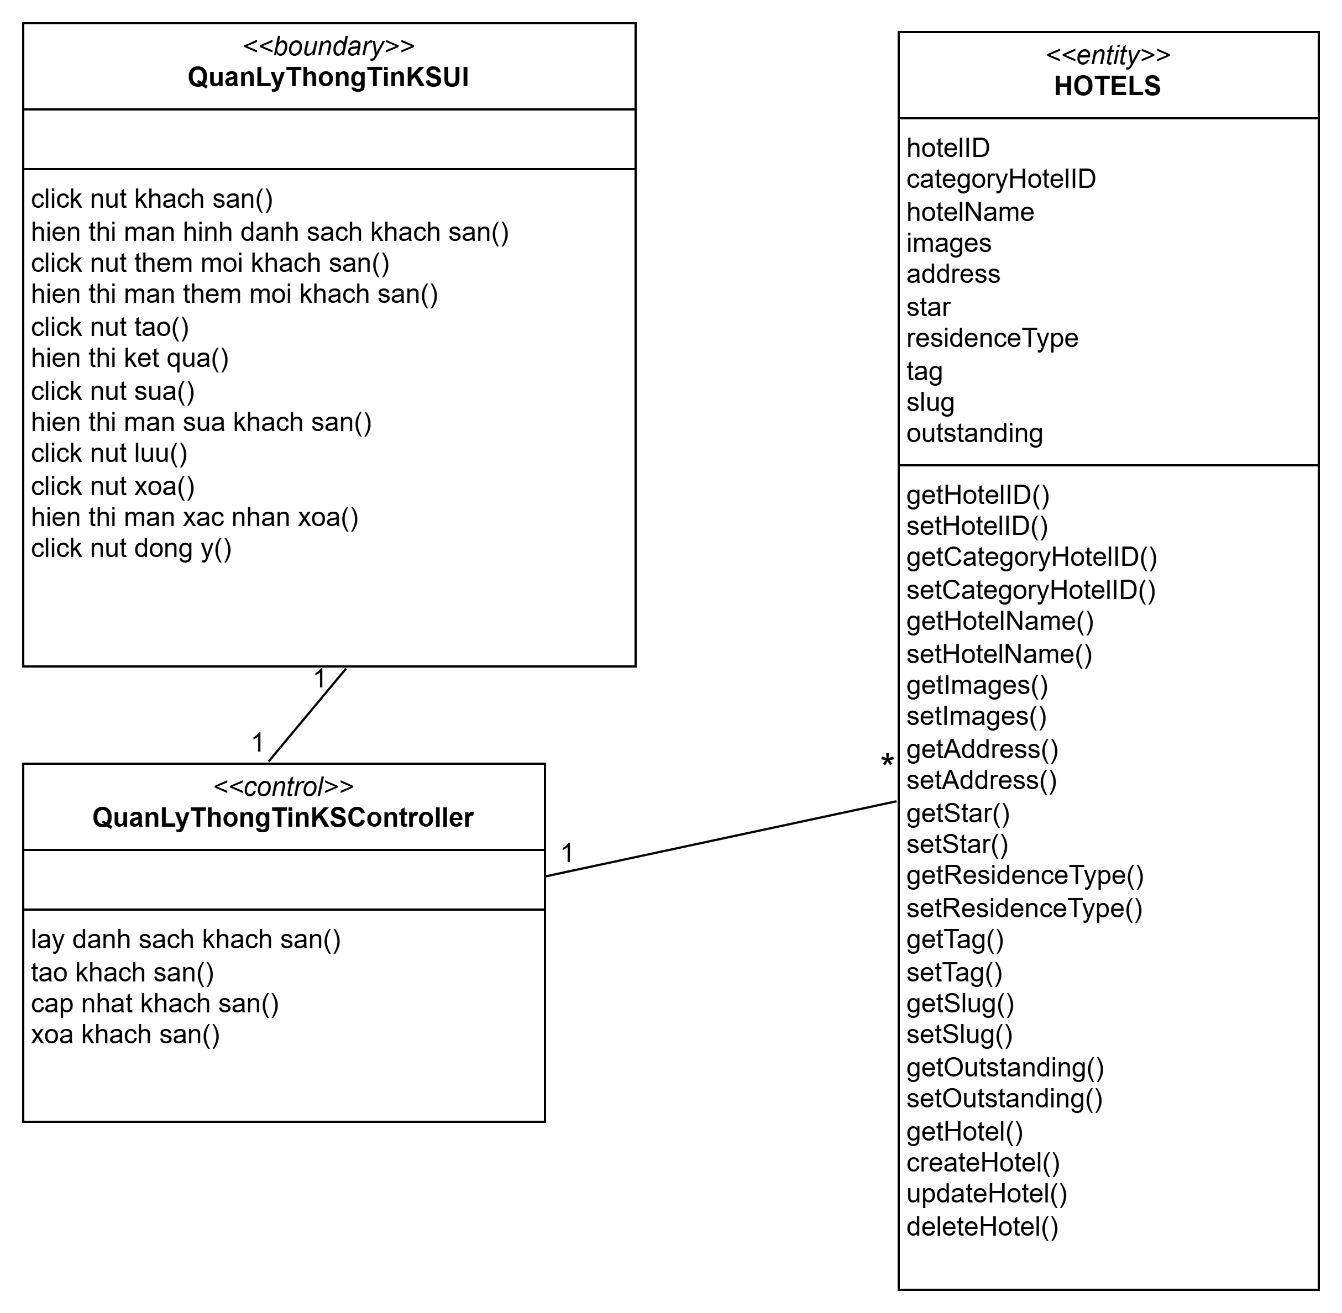 <<boundary>>
QuanLyThongTinKSUI
click nut khach san()
hien thi man hinh danh sach khach san()
click nut them moi khach san()
hien thi man them moi khach san()
click nut tao()
hien thi ket qua()
click nut sua()
hien thi man sua khach san()
click nut luu()
click nut xoa()
hien thi man xac nhan xoa()
click nut dong y()
1
1
<<control>>
QuanLyThongTinKSController
lay danh sach khach san()
tao khach san()
cap nhat khach san()
xoa khach san()
1
*
<<entity>>
HOTELS
hotelID
categoryHotelID
hotelName
images
address
star
residenceType
tag
slug
outstanding
getHotelID()
setHotelID()
getCategoryHotelID()
setCategoryHotelID()
getHotelName()
setHotelName()
getImages()
setImages()
getAddress()
setAddress()
getStar()
setStar()
getResidenceType()
setResidenceType()
getTag()
setTag()
getSlug()
setSlug()
getOutstanding()
setOutstanding()
getHotel()
createHotel()
updateHotel()
deleteHotel()